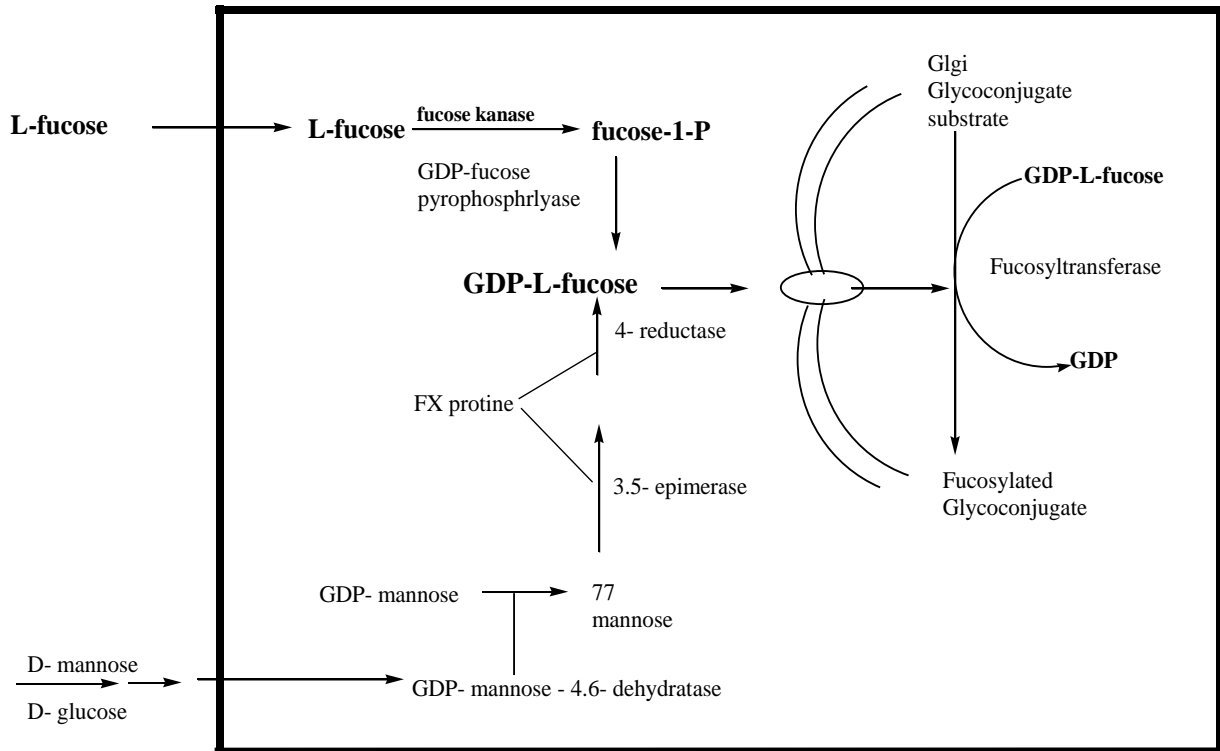 Glgi
Glycoconjugate
substrate
L-fucose
L-fucose
fucose kanase
fucose-1-P
GDP-fucose
pyrophosphrlyase
GDP-L-fucose
GDP-L-fucose
Fucosyltransferase
4- reductase
GDP
FX protine
3.5- epimerase
Fucosylated
Glycoconjugate
GDP- mannose
77
mannose
D- mannose
D- glucose
GDP- mannose - 4.6- dehydratase